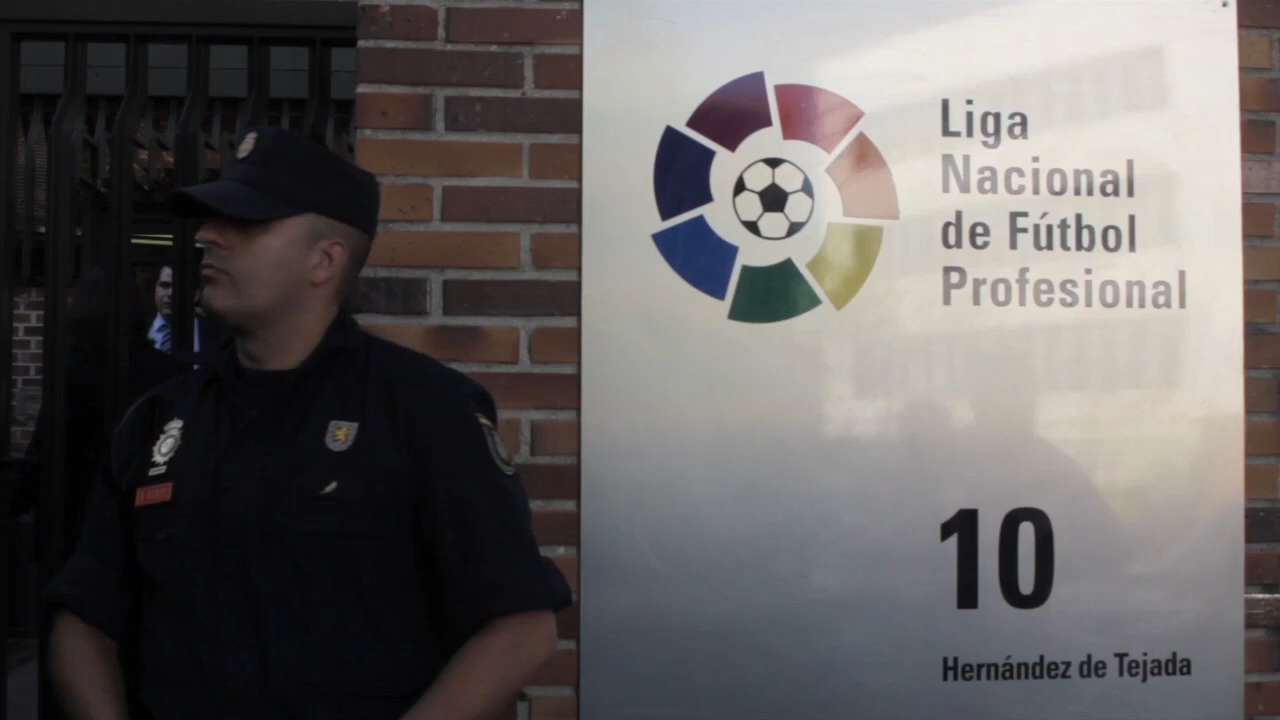 Liga
Nacional
de Fútbol
Profesional
10
Hernández de Tejada